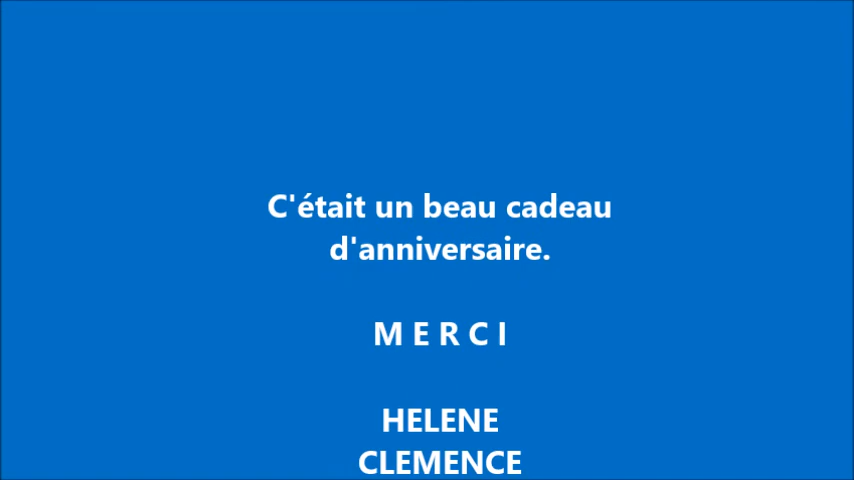 C'était un beau cadeau
d'anniversaire.
M E R C I
HELENE
CLEMENCE